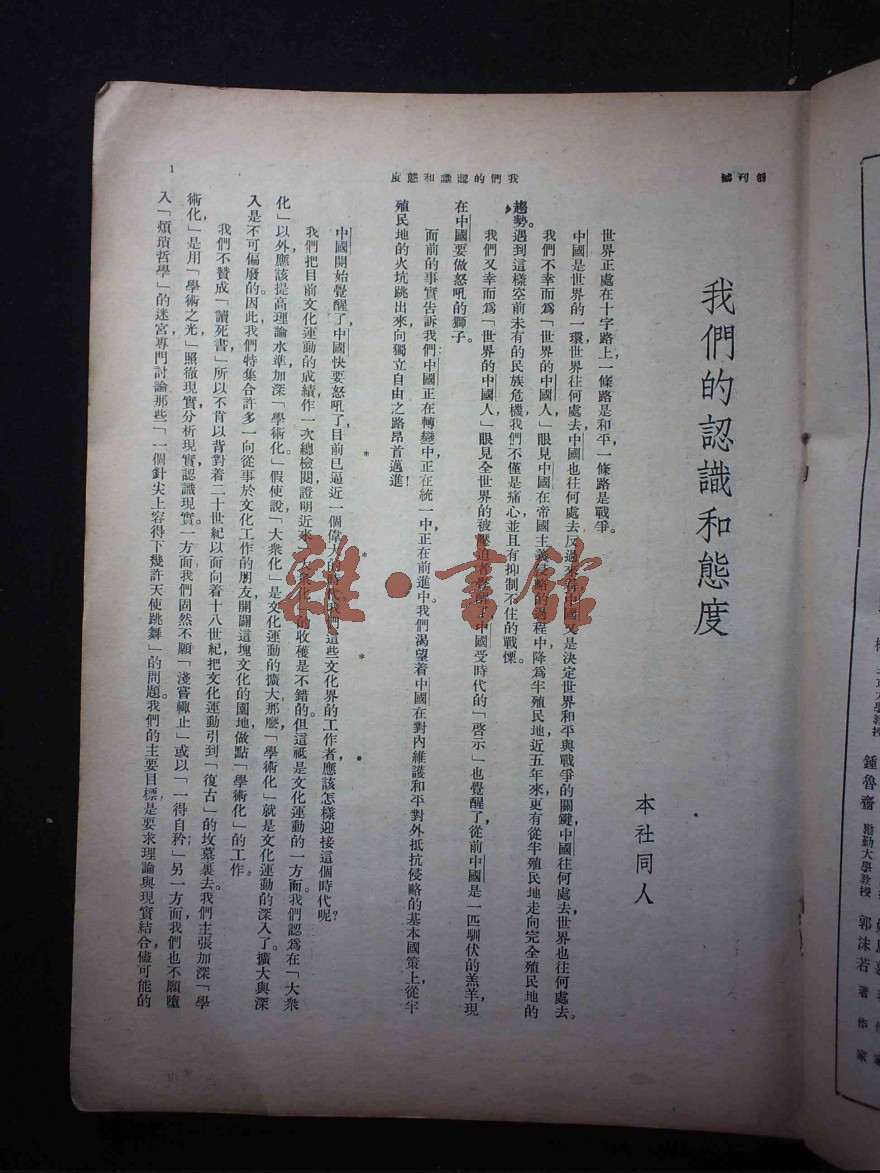 創刊號
我們的認識和態度
1
我們的認識和態度
本社同人
世界正處在十字路上，一條路是和平，一條路是戰爭。
中國是世界的一環，世界往何處去，中國也往何處去，反過來看，中國又是決定世界和平與戰爭的關鍵，中國往何處去，世界也往何處去。
我們不幸而為「世界的中國人」，眼見中國在帝國主義侵略的過程中，降為半殖民地，近五年來，更有從半殖民地走向完全殖民地的
趨勢。遇到這樣空前未有的民族危機，我們不僅是痛心，並且有抑制不住的戰慄。
我們又幸而為「世界的中國人」，眼見全世界的被壓迫者覺醒了，中國受時代的「啓示」，也覺醒了，從前中國是一匹馴伏的羔羊，現
在中國要做怒吼的獅子。
面前的事實告訴我們，中國正在轉變中，正在統一中，正在前進中，我們渴望着中國在對內維護和平對外抵抗侵略的基本國策上，從半
殖民地的火坑跳出來，向獨立自由之路昂首邁進！
* * * *
中國開始覺醒了，中國快要怒吼了，目前已逼近一個偉大的時代，我們這些文化界的工作者應該怎樣迎接這個時代呢？
我們把目前文化運動的成績作一次總檢閱，證明近來「大衆化」的收穫是不錯的。但這祇是文化運動的一方面。我們認爲在「大衆
化」以外，應該提高理論水準，加深「學術化」。假使說「大衆化」是文化運動的擴大，那麼，「學術化」就是文化運動的深入了。擴大與深
入是不可偏廢的。因此，我們特集合許多一向從事於文化工作的朋友，開闢這塊文化的園地，做點「學術化」的工作。
我們不贊成「讀死書」，所以不肯以背對着二十世紀，以面向着十八世紀，把文化運動引到「復古」的坟墓裏去。我們主張加深「學
術化」，是用「學術之光」，照徹現實，分析現實，認識現實。一方面我們固然不願「淺嘗輒止」或以「一得自矜」；另一方面，我們也不願墮
入「煩瑣哲學」的迷宮，專門討論那些「一個針尖上容得下幾許天使跳舞」的問題。我們的主要目標，是要求理論與現實結合，儘可能的
雜·書館
大學教授
鍾魯齋 勷勤大學教授
郭沫若 著作家